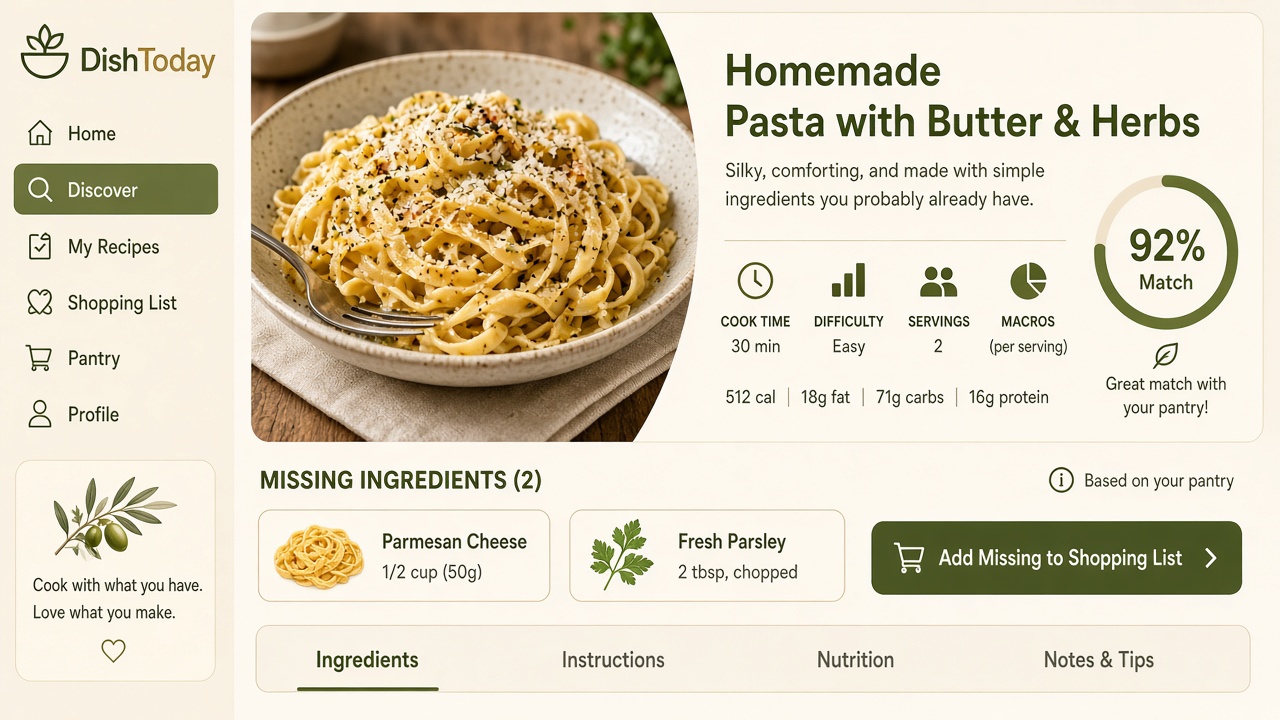 DishToday
Home
Discover
My Recipes
Shopping List
Pantry
Profile
Cook with what you have.
Love what you make.
Homemade
Pasta with Butter & Herbs
Silky, comforting, and made with simple
ingredients you probably already have.
COOK TIME
30 min
DIFFICULTY
Easy
SERVINGS
2
MACROS
(per serving)
512 cal | 18g fat | 71g carbs | 16g protein
92%
Match
Great match with
your pantry!
MISSING INGREDIENTS (2)
Based on your pantry
Parmesan Cheese
1/2 cup (50g)
Fresh Parsley
2 tbsp, chopped
Add Missing to Shopping List
Ingredients
Instructions
Nutrition
Notes & Tips